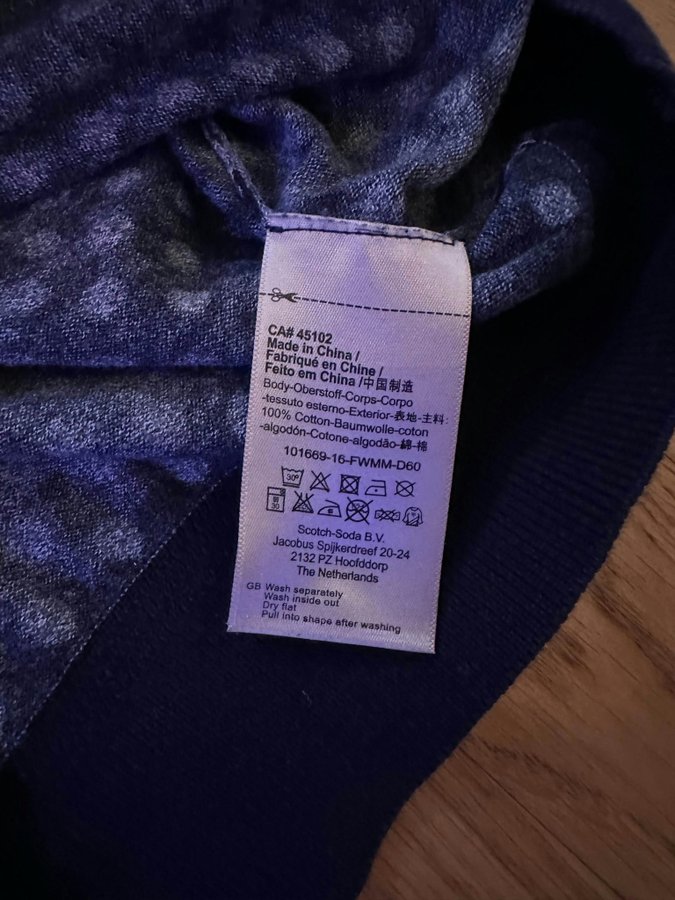 CA# 45102
Made in China /
Fabriqué en Chine /
Feito em China /中国制造
Body-Oberstoff-Corps-Corpo
-tessuto esterno-Exterior-表地-主料:
100% Cotton-Baumwolle-coton
-algodón-Cotone-algodão-綿-棉
101669-16-FWMM-D60
30°
30
Scotch-Soda B.V.
Jacobus Spijkerdreef 20-24
2132 PZ Hoofddorp
The Netherlands
GB Wash separately
Wash inside out
Dry flat
Pull into shape after washing